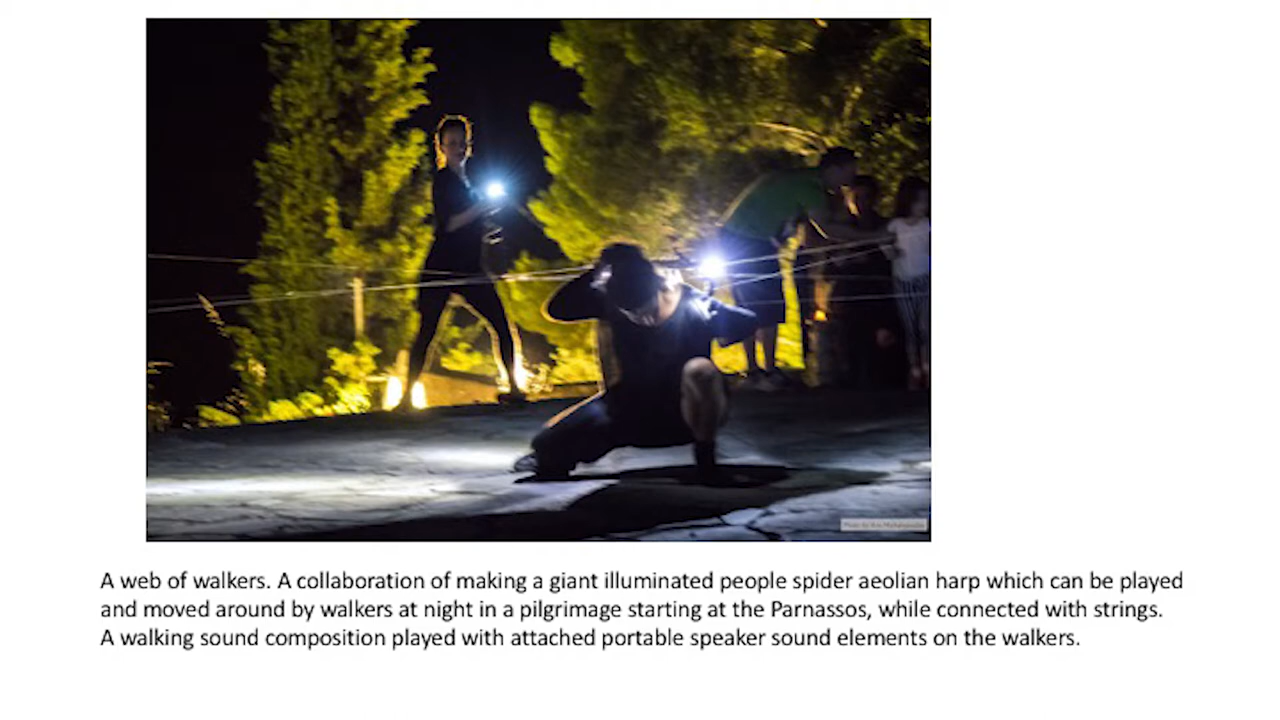 A web of walkers. A collaboration of making a giant illuminated people spider aeolian harp which can be played
and moved around by walkers at night in a pilgrimage starting at the Parnassos, while connected with strings.
A walking sound composition played with attached portable speaker sound elements on the walkers.